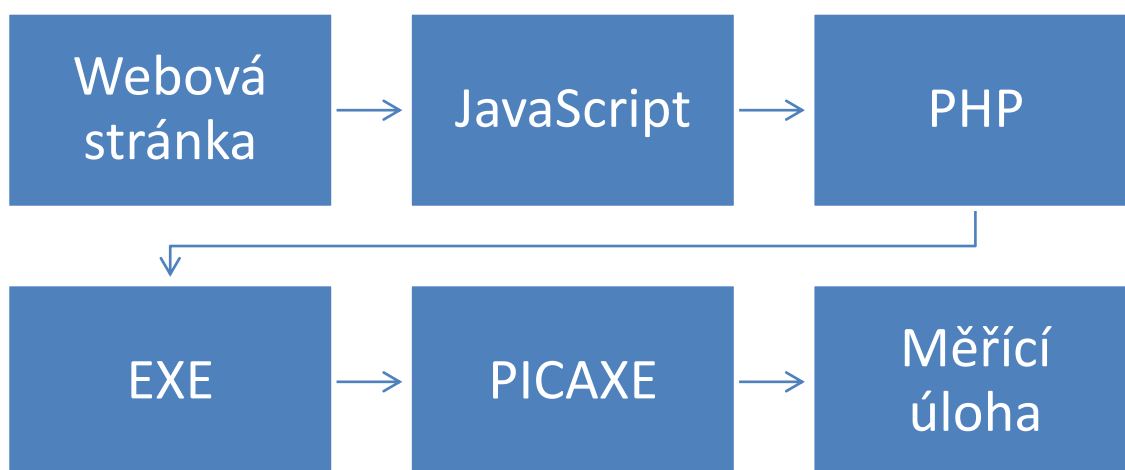 Webová
stránka
JavaScript
PHP
EXE
PICAXE
Měřící
úloha